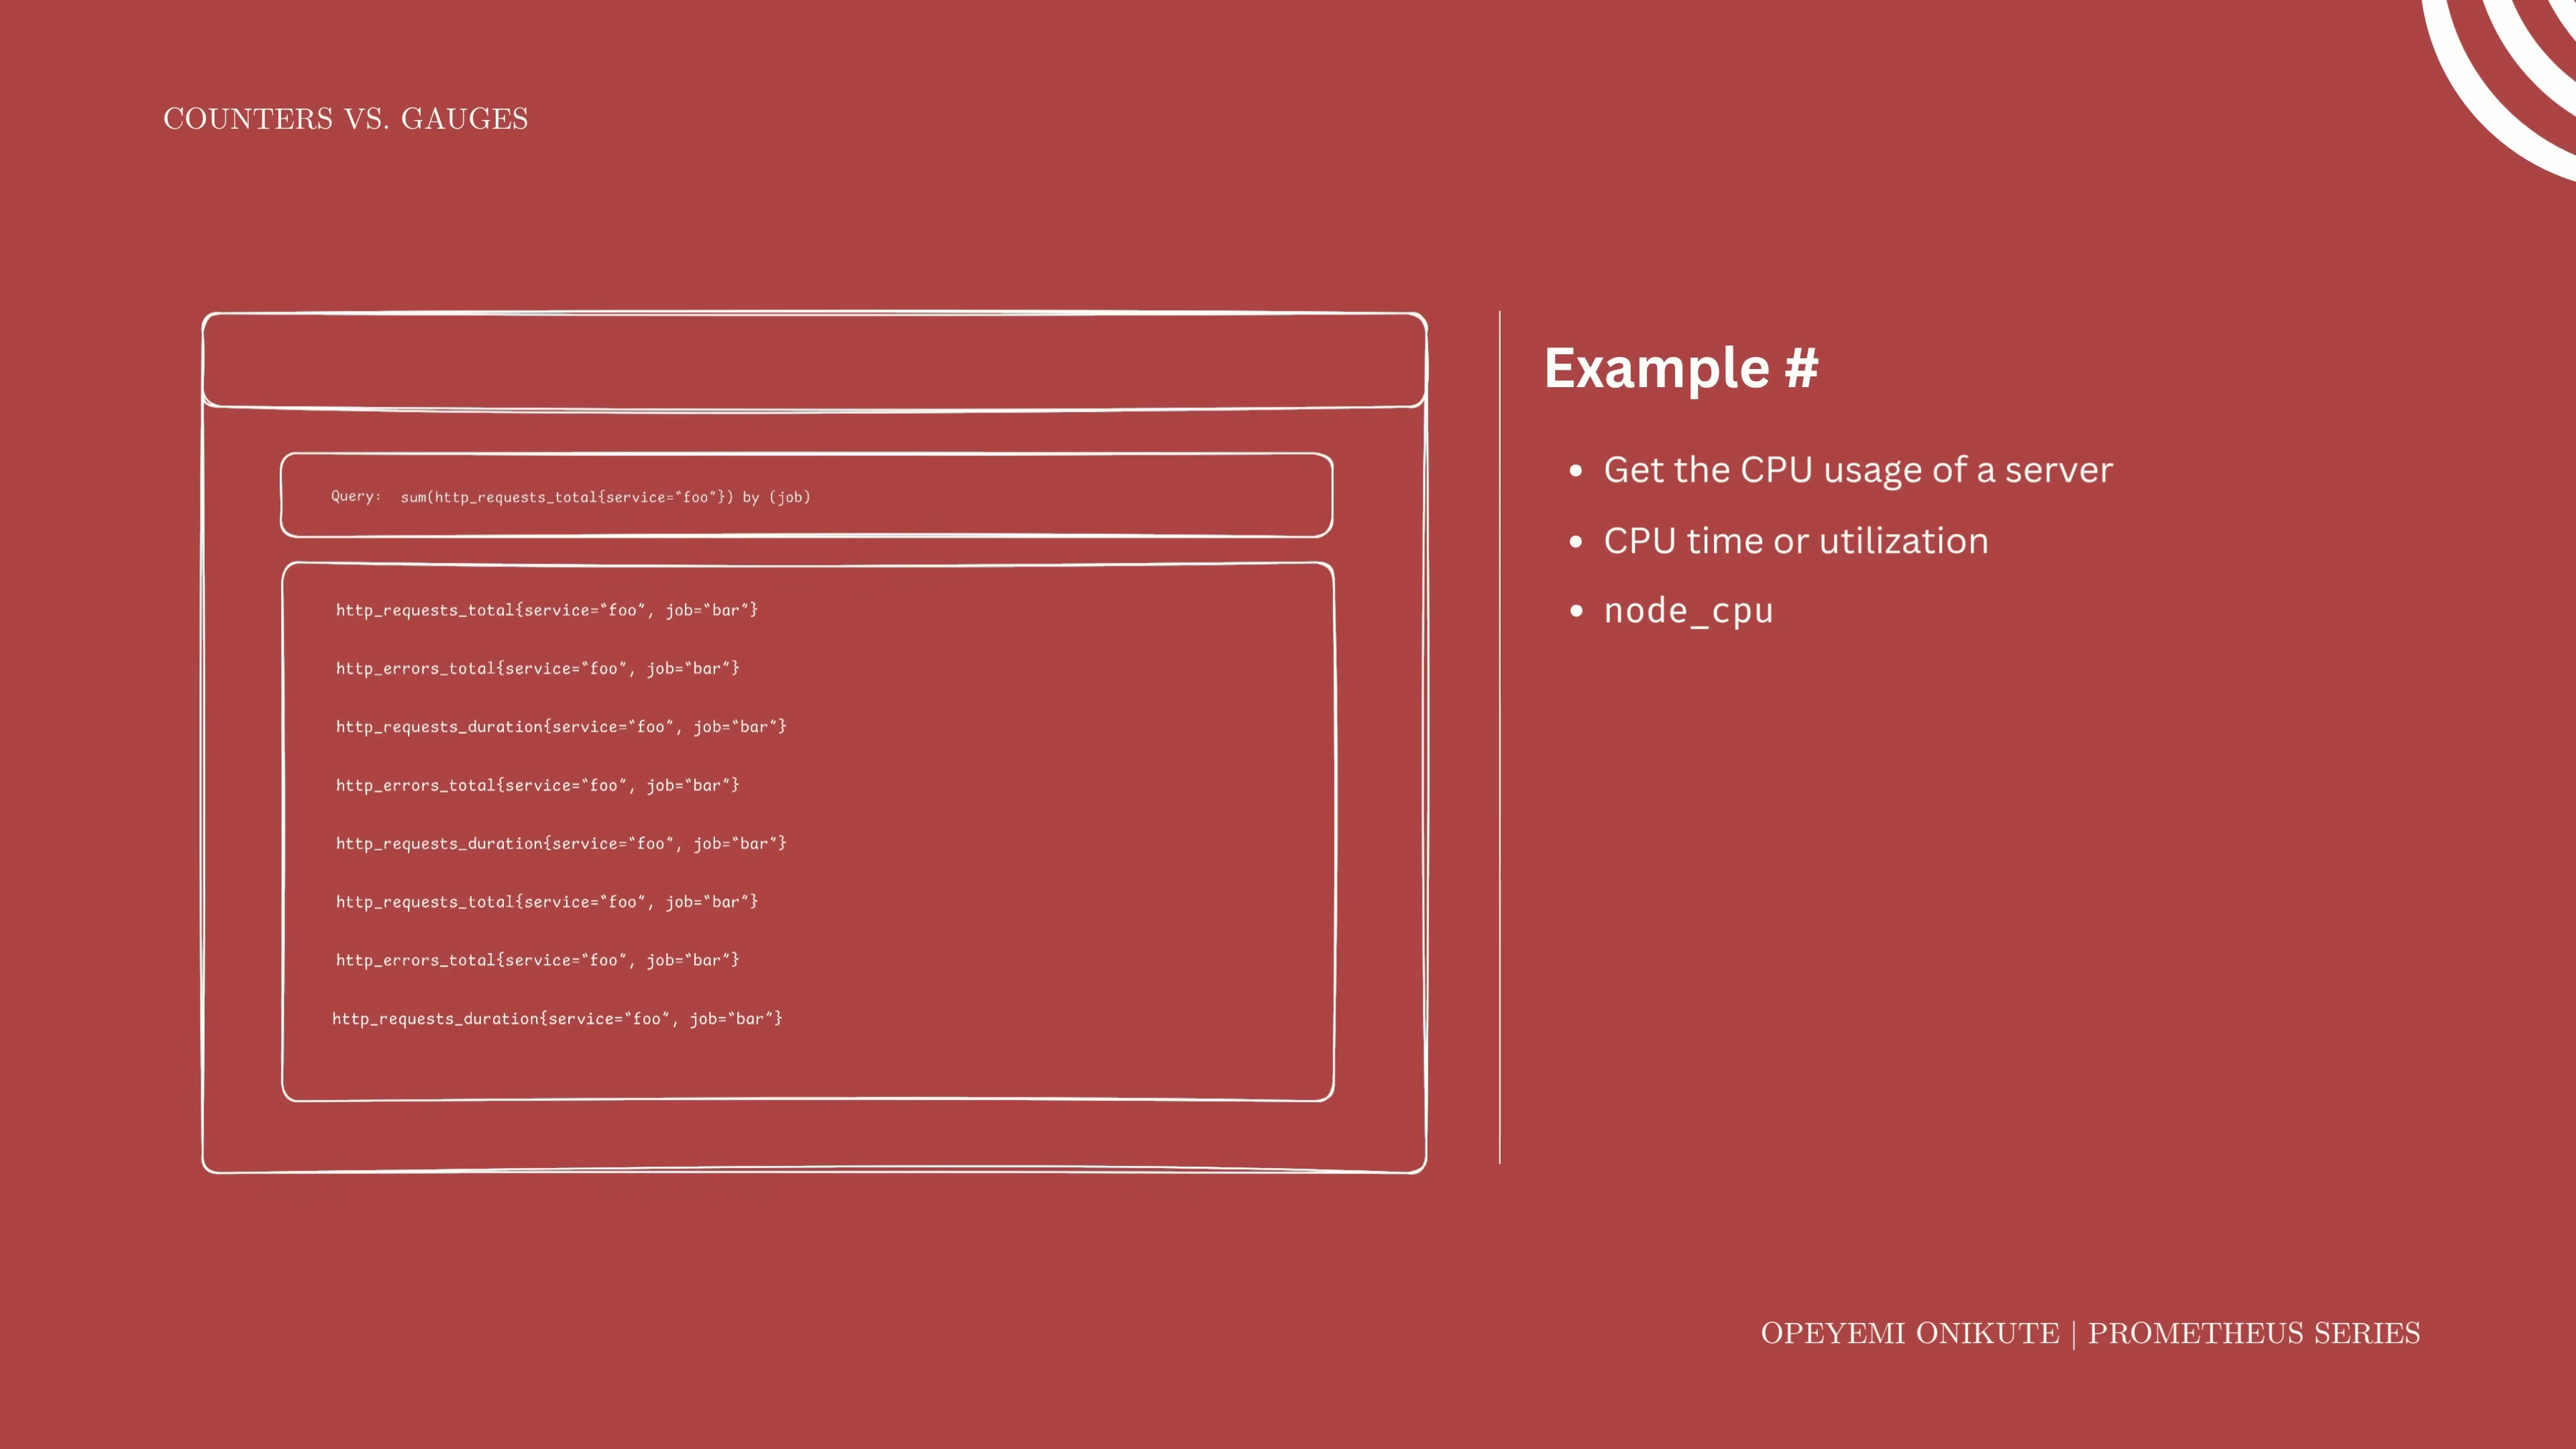 COUNTERS VS. GAUGES
Query: sum(http_requests_total{service="foo"}) by (job)
http_requests_total{service="foo", job="bar"}
http_errors_total{service="foo", job="bar"}
http_requests_duration{service="foo", job="bar"}
http_errors_total{service="foo", job="bar"}
http_requests_duration{service="foo", job="bar"}
http_requests_total{service="foo", job="bar"}
http_errors_total{service="foo", job="bar"}
http_requests_duration{service="foo", job="bar"}
Example #
• Get the CPU usage of a server
• CPU time or utilization
• node_cpu
OPEYEMI ONIKUTE | PROMETHEUS SERIES